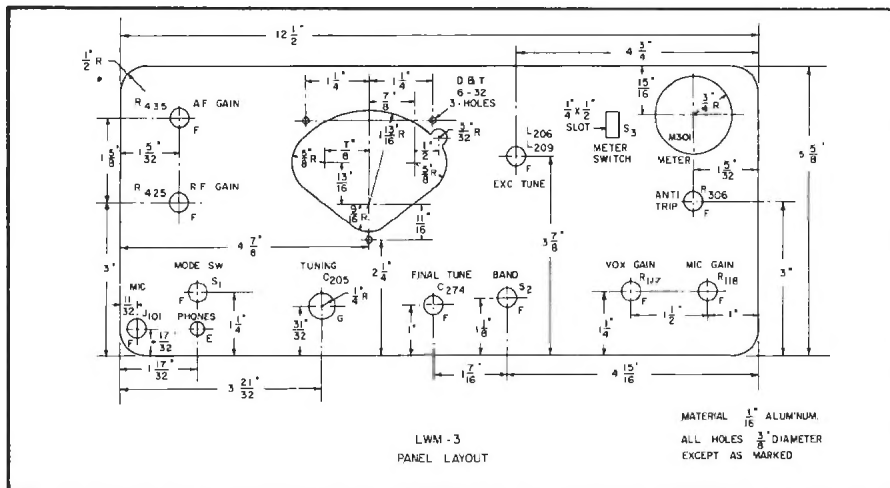 12 1/2"
4 3/4"
1/2" R
1 1/4"
1 1/4"
D & T
6-32
3-HOLES
15/16"
7/8"
3/4" R
R 435 AF GAIN
F
1/4" X 1/2"
SLOT
S3
METER
SWITCH
M301
METER
13/16" R
3/32" R
L 206
L 209
F
EXC TUNE
5 5/8"
1 5/32
5/8" R
7/8"
1/2"
5/8" R
1 5/32"
R 425 RF GAIN
F
13/16"
9/16" R
11/16"
ANTI
TRIP
R 306
F
4 7/8"
3 7/8"
3"
3"
2 1/4"
MODE SW
S1
F
TUNING
C205
1/4" R
G
FINAL TUNE
C274
F
BAND
S2
F
VOX GAIN
R117
F
MIC GAIN
R118
F
MIC
11/32"
J101
F
PHONES
E
17/32"
1 1/4"
31/32"
1"
1 1/8"
1 1/4"
1 1/2"
1"
1 17/32"
3 21/32"
1 7/16"
4 15/16"
LWM-3
PANEL LAYOUT
MATERIAL 1/16" ALUMINUM.
ALL HOLES 3/8" DIAMETER
EXCEPT AS MARKED